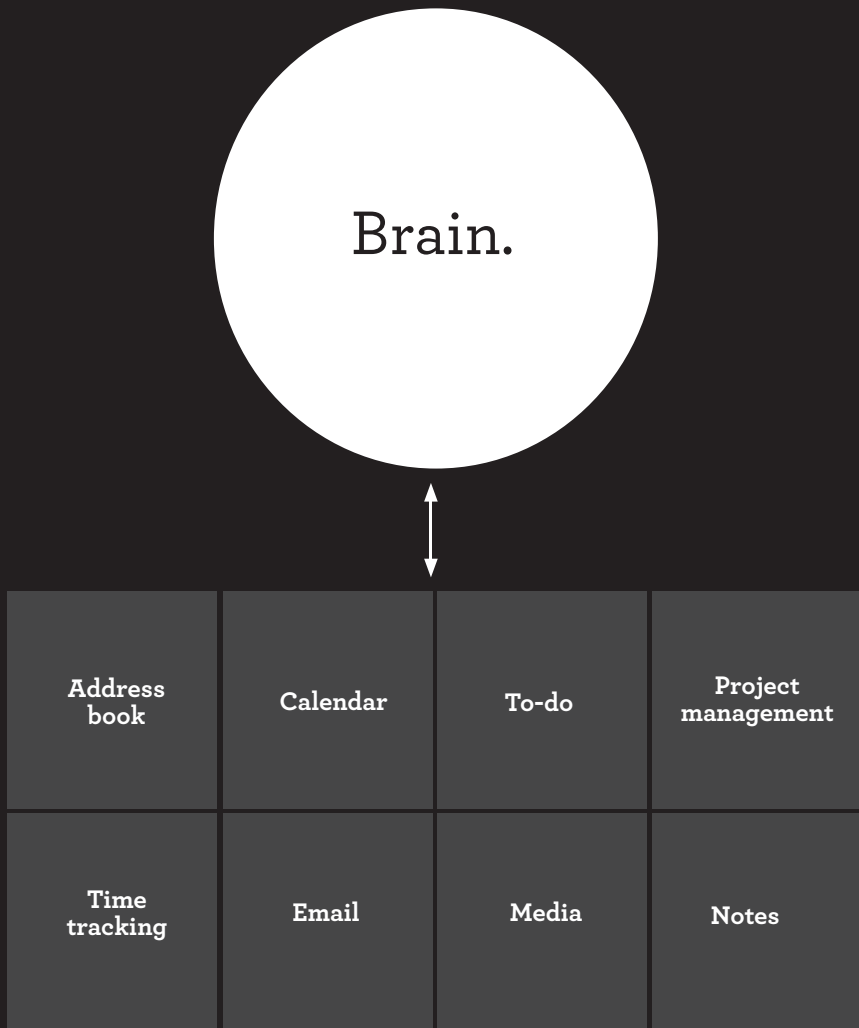 Brain.
Address
book
Calendar
To-do
Project
management
Time
tracking
Email
Media
Notes